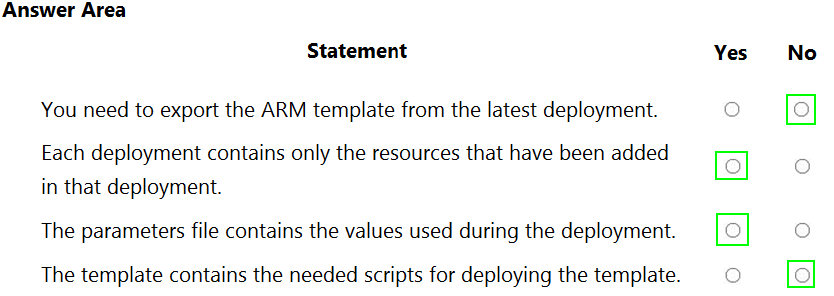 Answer Area
Statement Yes No
You need to export the ARM template from the latest deployment.
Each deployment contains only the resources that have been added
in that deployment.
The parameters file contains the values used during the deployment.
The template contains the needed scripts for deploying the template.